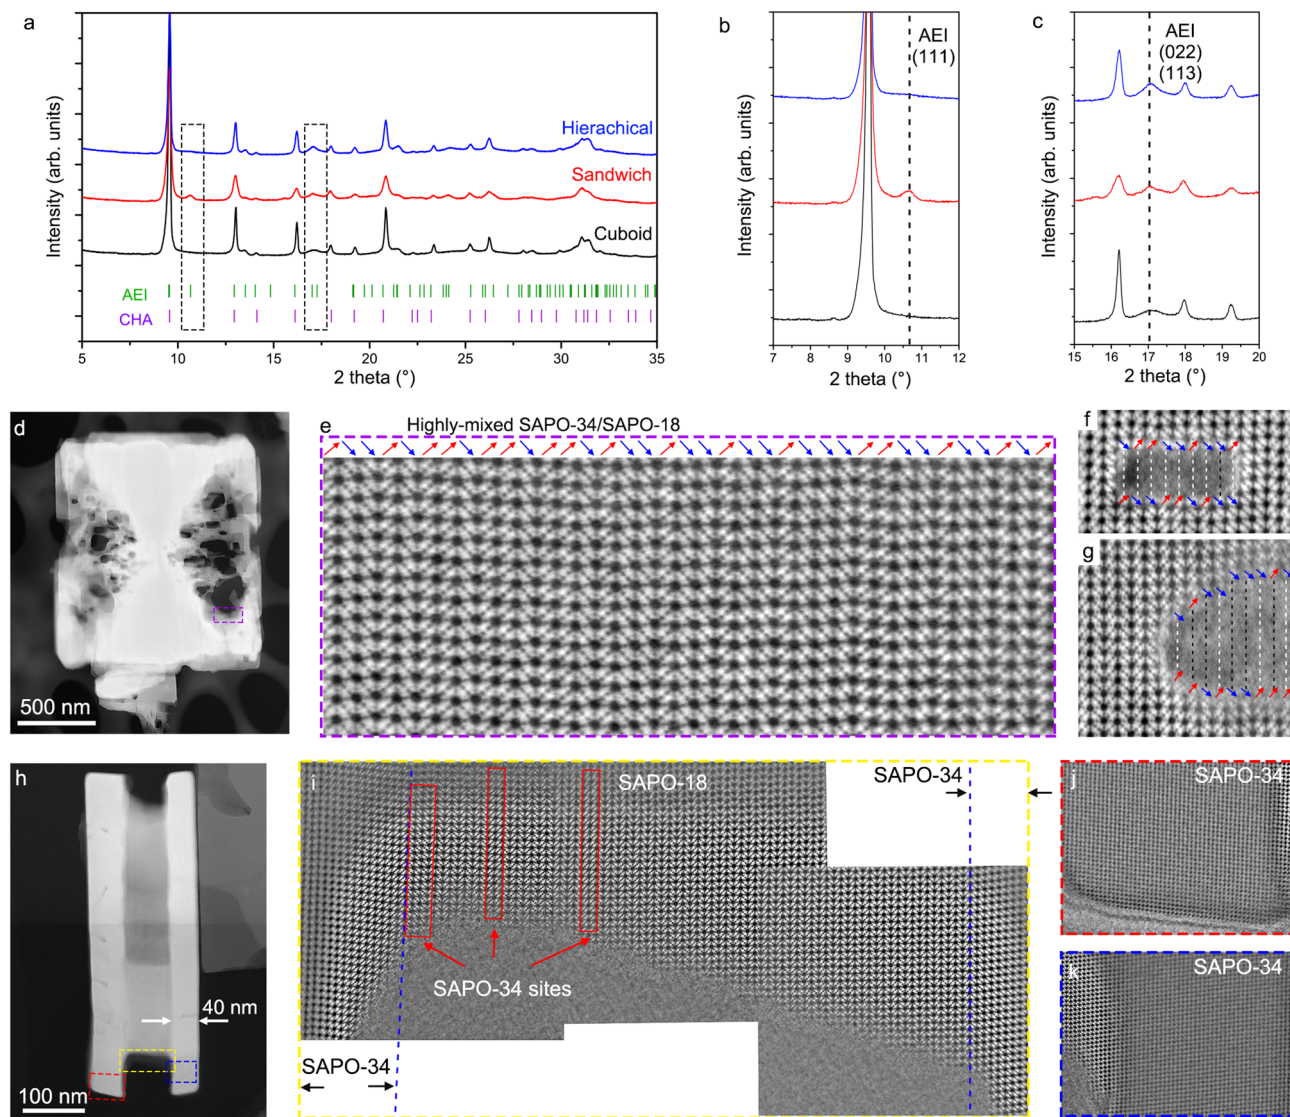 a
Intensity (arb. units)
Hierachical
Sandwich
Cuboid
AEI
CHA
5 10 15 20 25 30 35
2 theta (°)
b
Intensity (arb. units)
AEI
(111)
7 8 9 10 11 12
2 theta (°)
c
Intensity (arb. units)
AEI
(022)
(113)
15 16 17 18 19 20
2 theta (°)
d
500 nm
e
Highly-mixed SAPO-34/SAPO-18
f
g
h
40 nm
100 nm
i
SAPO-18
SAPO-34
SAPO-34 sites
SAPO-34
j
SAPO-34
k
SAPO-34